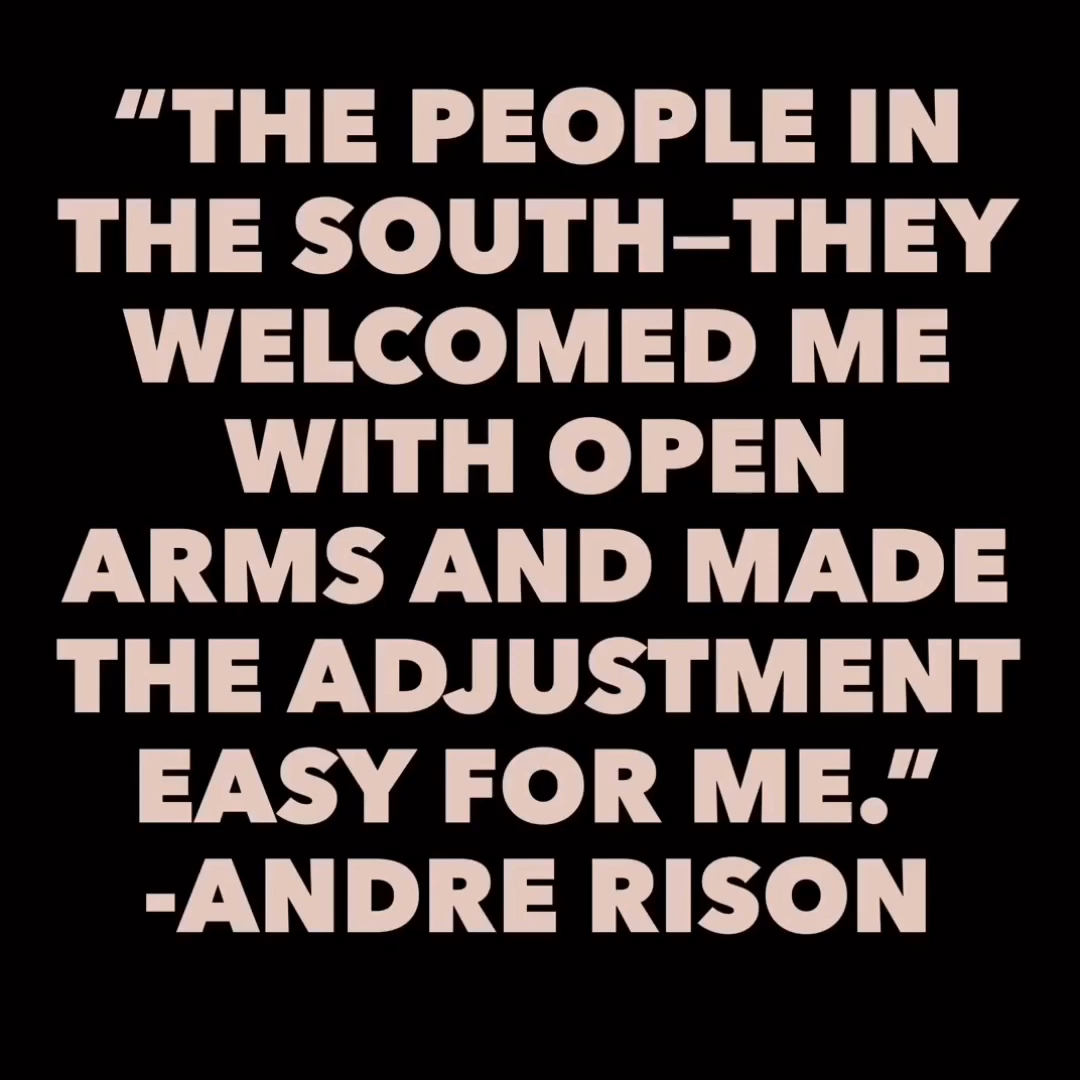 “THE PEOPLE IN
THE SOUTH—THEY
WELCOMED ME
WITH OPEN
ARMS AND MADE
THE ADJUSTMENT
EASY FOR ME.”
-ANDRE RISON